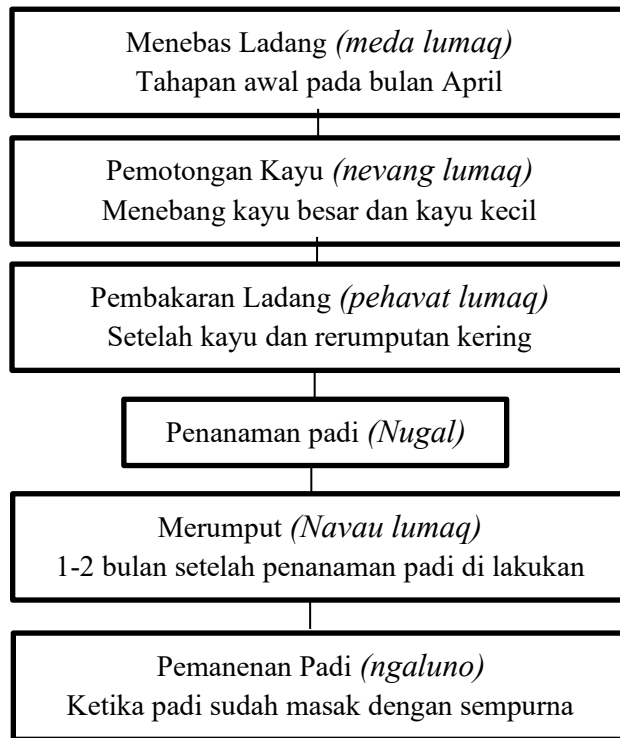 Menebas Ladang (meda lumaq)
Tahapan awal pada bulan April
Pemotongan Kayu (nevang lumaq)
Menebang kayu besar dan kayu kecil
Pembakaran Ladang (pehavat lumaq)
Setelah kayu dan rerumputan kering
Penanaman padi (Nugal)
Merumput (Navau lumaq)
1-2 bulan setelah penanaman padi di lakukan
Pemanenan Padi (ngaluno)
Ketika padi sudah masak dengan sempurna